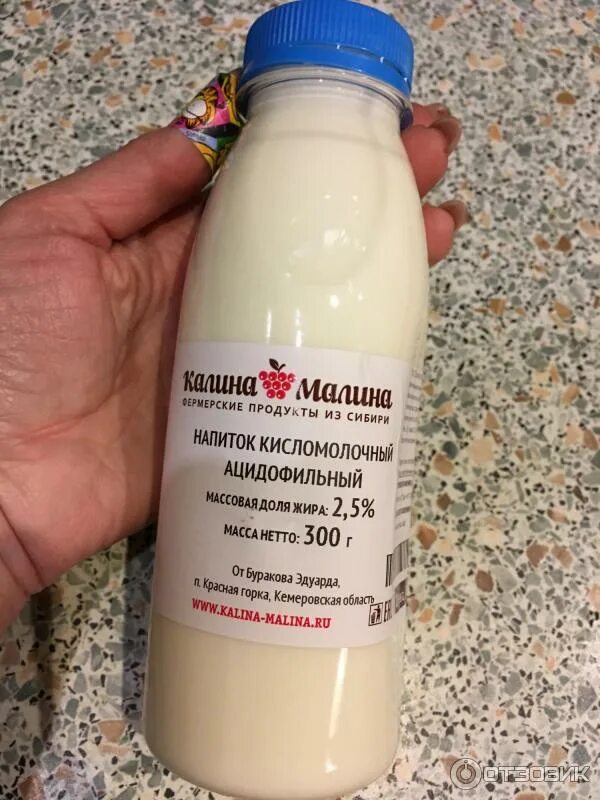 Калина Малина
ФЕРМЕРСКИЕ ПРОДУКТЫ ИЗ СИБИРИ
НАПИТОК КИСЛОМОЛОЧНЫЙ
АЦИДОФИЛЬНЫЙ
МАССОВАЯ ДОЛЯ ЖИРА: 2,5%
МАССА НЕТТО: 300 г
От Буракова Эдуарда,
п. Красная горка, Кемеровская область
WWW.KALINA-MALINA.RU
EAC
ОТЗОВИК